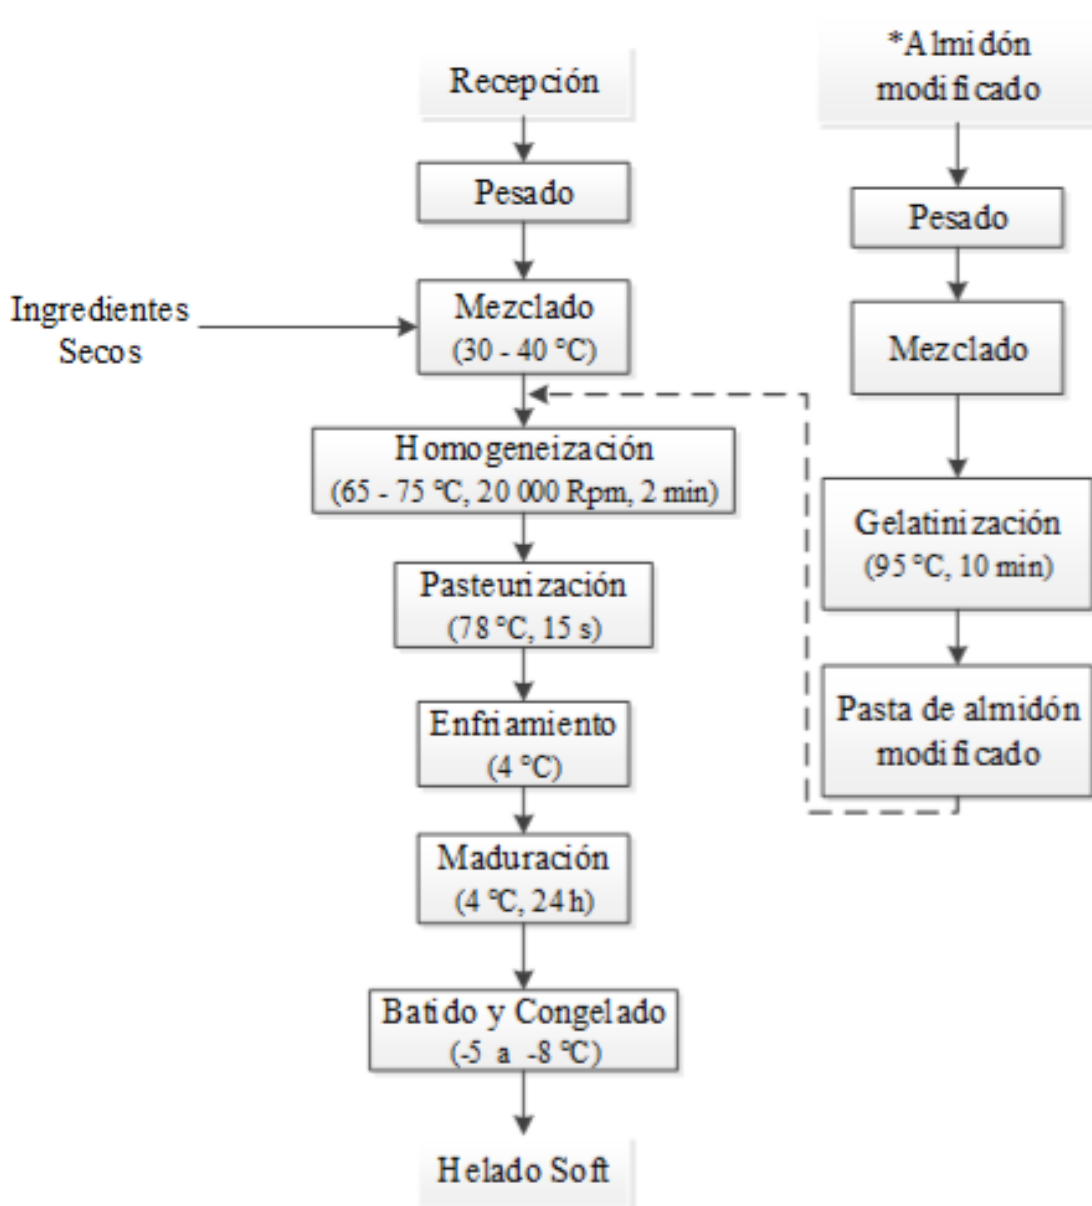 Recepción
Pesado
Ingredientes
Secos
Mezclado
(30 - 40 °C)
Homogeneización
(65 - 75 °C, 20 000 Rpm, 2 min)
Pasteurización
(78 °C, 15 s)
Enfriamiento
(4 °C)
Maduración
(4 °C, 24 h)
Batido y Congelado
(-5 a -8 °C)
Helado Soft
*Almidón
modificado
Pesado
Mezclado
Gelatinización
(95 °C, 10 min)
Pasta de almidón
modificado